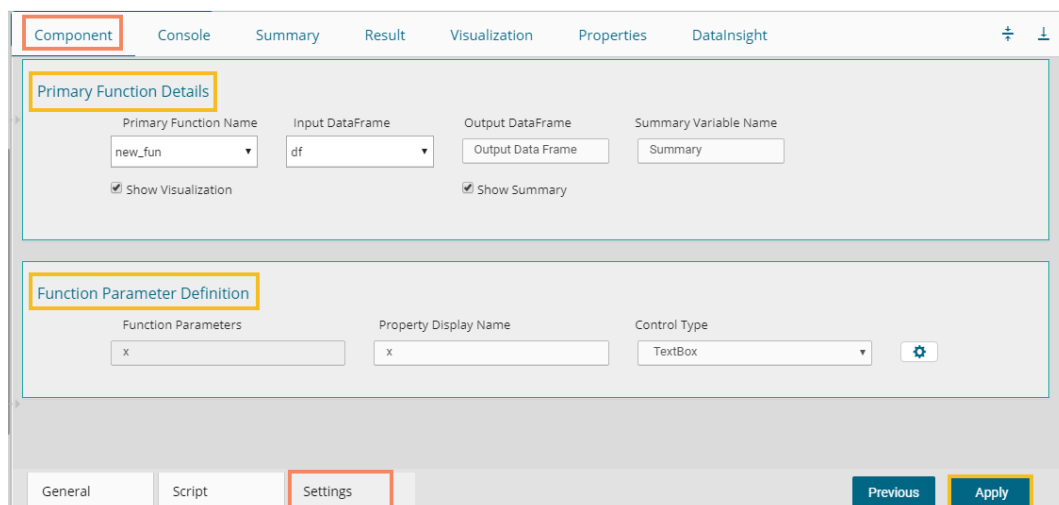 Component Console Summary Result Visualization Properties DataInsight
Primary Function Details
Primary Function Name Input DataFrame Output DataFrame Summary Variable Name
new_fun df Output Data Frame Summary
Show Visualization Show Summary
Function Parameter Definition
Function Parameters Property Display Name Control Type
x x TextBox
General Script Settings Previous Apply